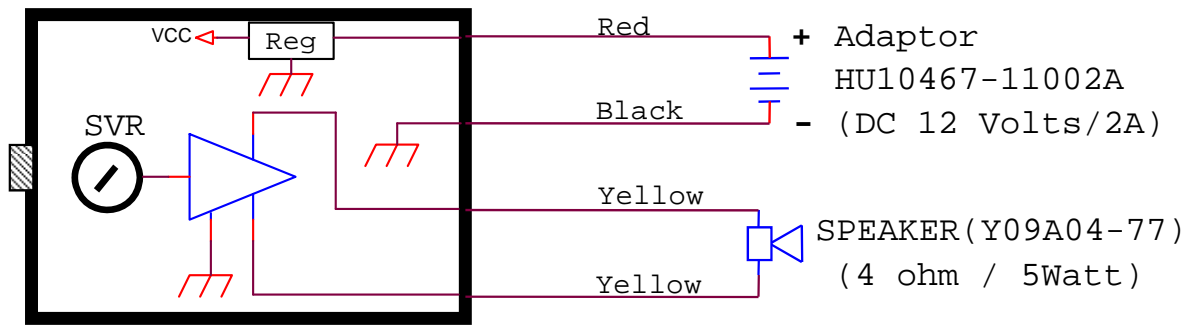 VCC
Reg
Red
+ Adaptor
HU10467-11002A
Black
- (DC 12 Volts/2A)
SVR
Yellow
SPEAKER(Y09A04-77)
(4 ohm / 5Watt)
Yellow